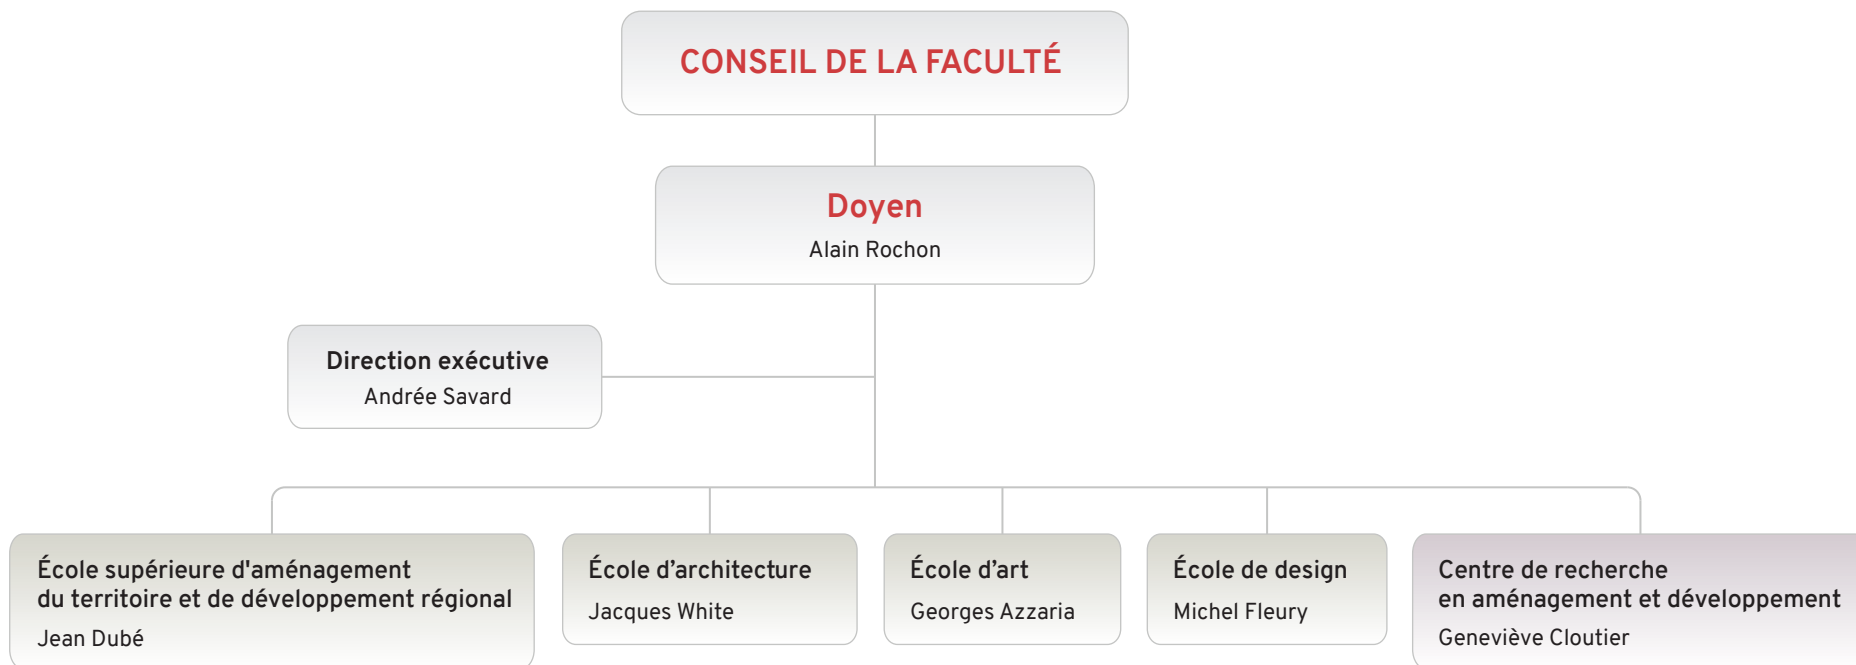 CONSEIL DE LA FACULTÉ
Doyen
Alain Rochon
Direction exécutive
Andrée Savard
École supérieure d'aménagement
du territoire et de développement régional
Jean Dubé
École d’architecture
Jacques White
École d’art
Georges Azzaria
École de design
Michel Fleury
Centre de recherche
en aménagement et développement
Geneviève Cloutier